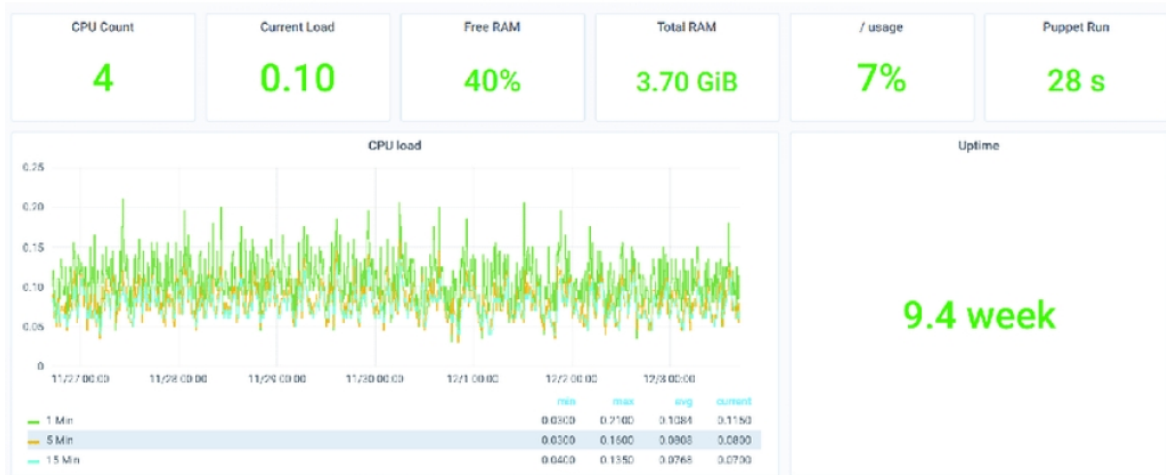 CPU Count
4
Current Load
0.10
Free RAM
40%
Total RAM
3.70 GiB
/ usage
7%
Puppet Run
28 s
CPU load
0.25
0.20
0.15
0.10
0.05
0
11/27 00:00 11/28 00:00 11/29 00:00 11/30 00:00 12/1 00:00 12/2 00:00 12/3 00:00
min max avg current
1 Min 0.0300 0.2100 0.1084 0.1150
5 Min 0.0300 0.1600 0.0808 0.0800
15 Min 0.0400 0.1350 0.0768 0.0700
Uptime
9.4 week